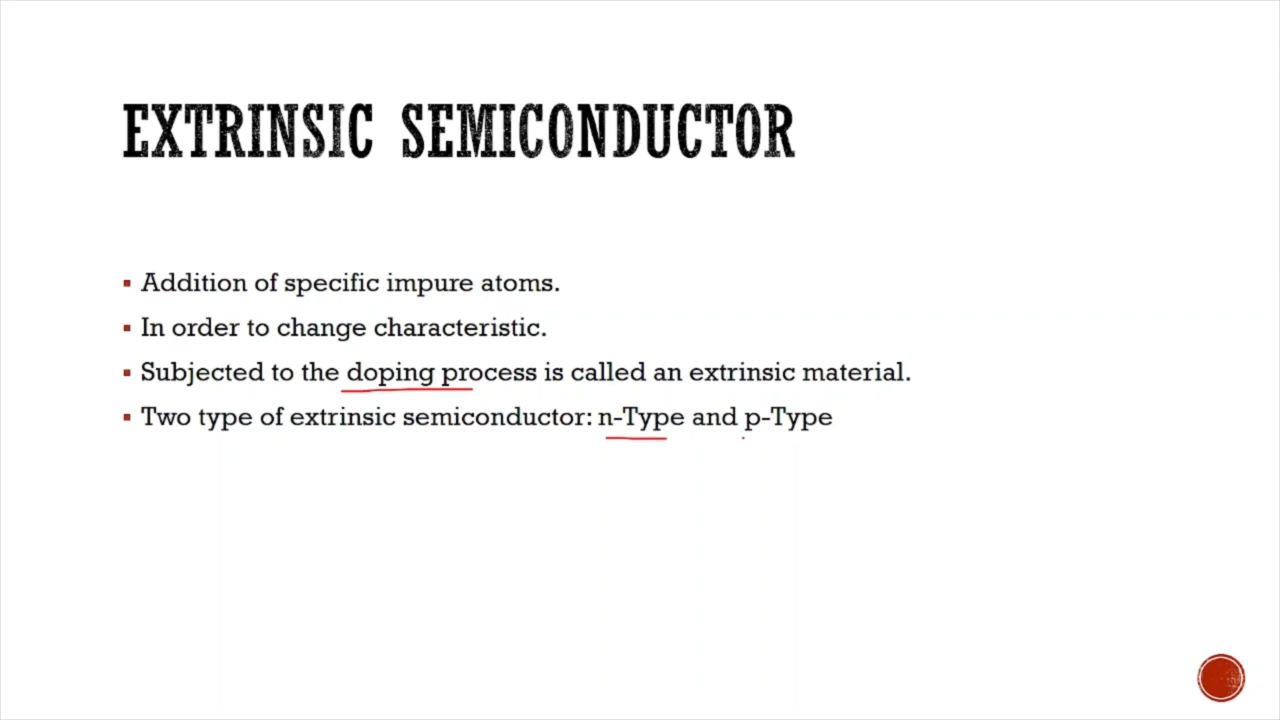 EXTRINSIC SEMICONDUCTOR
Addition of specific impure atoms.
In order to change characteristic.
Subjected to the doping process is called an extrinsic material.
Two type of extrinsic semiconductor: n-Type and p-Type